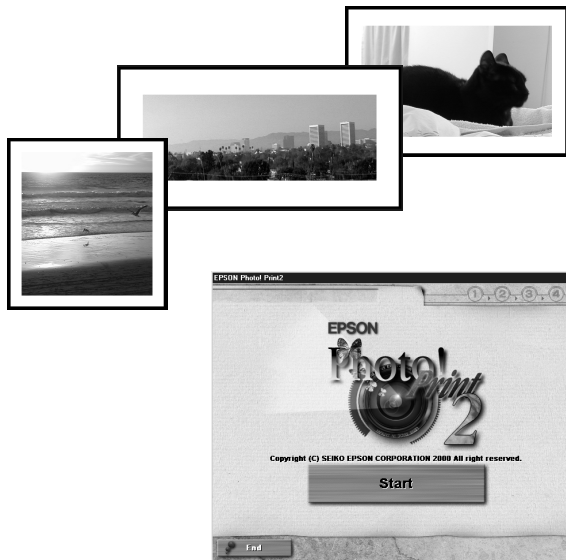 EPSON Photo! Print2
1 2 3 4
EPSON
Photo!
Print
2
Copyright (C) SEIKO EPSON CORPORATION 2000 All right reserved.
Start
End